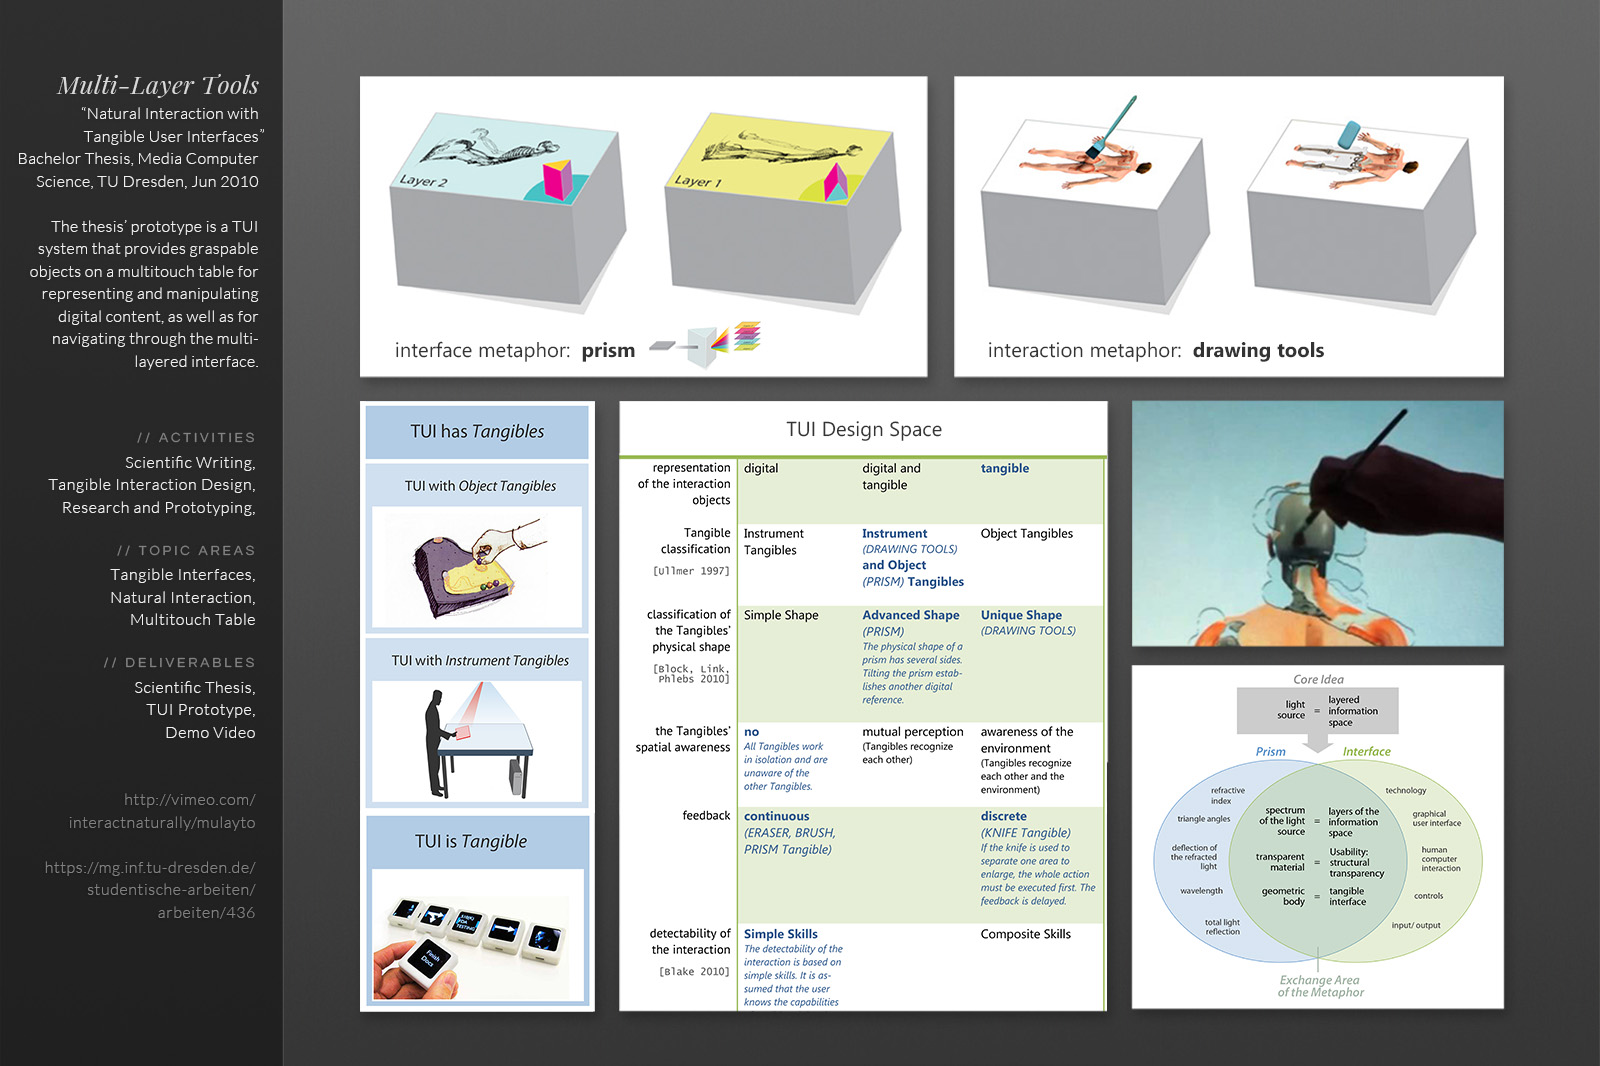 Multi-Layer Tools
“Natural Interaction with
Tangible User Interfaces”
Bachelor Thesis, Media Computer
Science, TU Dresden, Jun 2010
The thesis’ prototype is a TUI
system that provides graspable
objects on a multitouch table for
representing and manipulating
digital content, as well as for
navigating through the multi-
layered interface.
// ACTIVITIES
Scientific Writing,
Tangible Interaction Design,
Research and Prototyping,
// TOPIC AREAS
Tangible Interfaces,
Natural Interaction,
Multitouch Table
// DELIVERABLES
Scientific Thesis,
TUI Prototype,
Demo Video
http://vimeo.com/
interactnaturally/mulayto
https://mg.inf.tu-dresden.de/
studentische-arbeiten/
arbeiten/436
Layer 2
Layer 1
interface metaphor: prism
interaction metaphor: drawing tools
TUI has Tangibles
TUI with Object Tangibles
TUI with Instrument Tangibles
TUI is Tangible
TESTING
Finish
Docs
TUI Design Space
representation
of the interaction
objects
digital
digital and
tangible
tangible
Tangible
classification
[Ullmer 1997]
Instrument
Tangibles
Instrument
(DRAWING TOOLS)
and Object
(PRISM) Tangibles
Object Tangibles
classification of
the Tangibles’
physical shape
[Block, Link,
Phlebs 2010]
Simple Shape
Advanced Shape
(PRISM)
The physical shape of a
prism has several sides.
Tilting the prism estab-
lishes another digital
reference.
Unique Shape
(DRAWING TOOLS)
the Tangibles’
spatial awareness
no
All Tangibles work
in isolation and are
unaware of the
other Tangibles.
mutual perception
(Tangibles recognize
each other)
awareness of the
environment
(Tangibles recognize
each other and the
environment)
feedback
continuous
(ERASER, BRUSH,
PRISM Tangible)
discrete
(KNIFE Tangible)
If the knife is used to
separate one area to
enlarge, the whole action
must be executed first. The
feedback is delayed.
detectability of
the interaction
[Blake 2010]
Simple Skills
The detectability of the
interaction is based on
simple skills. It is as-
sumed that the user
knows the capabilities
Composite Skills
Core Idea
light
source
=
layered
information
space
Prism
Interface
refractive
index
triangle angles
deflection of
the refracted
light
wavelength
total light
reflection
spectrum
of the light
source
=
layers of the
information
space
transparent
material
=
Usability:
structural
transparency
geometric
body
=
tangible
interface
technology
graphical
user interface
human
computer
interaction
controls
input/ output
Exchange Area
of the Metaphor